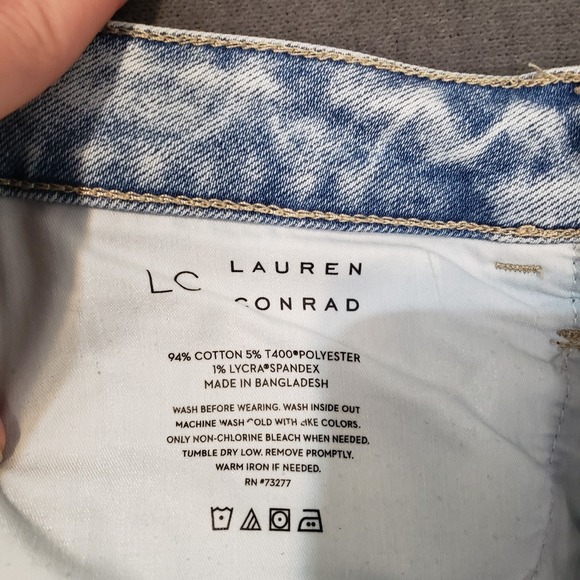 LC LAUREN
CONRAD
94% COTTON 5% T400®POLYESTER
1% LYCRA®SPANDEX
MADE IN BANGLADESH
WASH BEFORE WEARING. WASH INSIDE OUT
MACHINE WASH COLD WITH LIKE COLORS.
ONLY NON-CHLORINE BLEACH WHEN NEEDED.
TUMBLE DRY LOW. REMOVE PROMPTLY.
WARM IRON IF NEEDED.
RN #73277